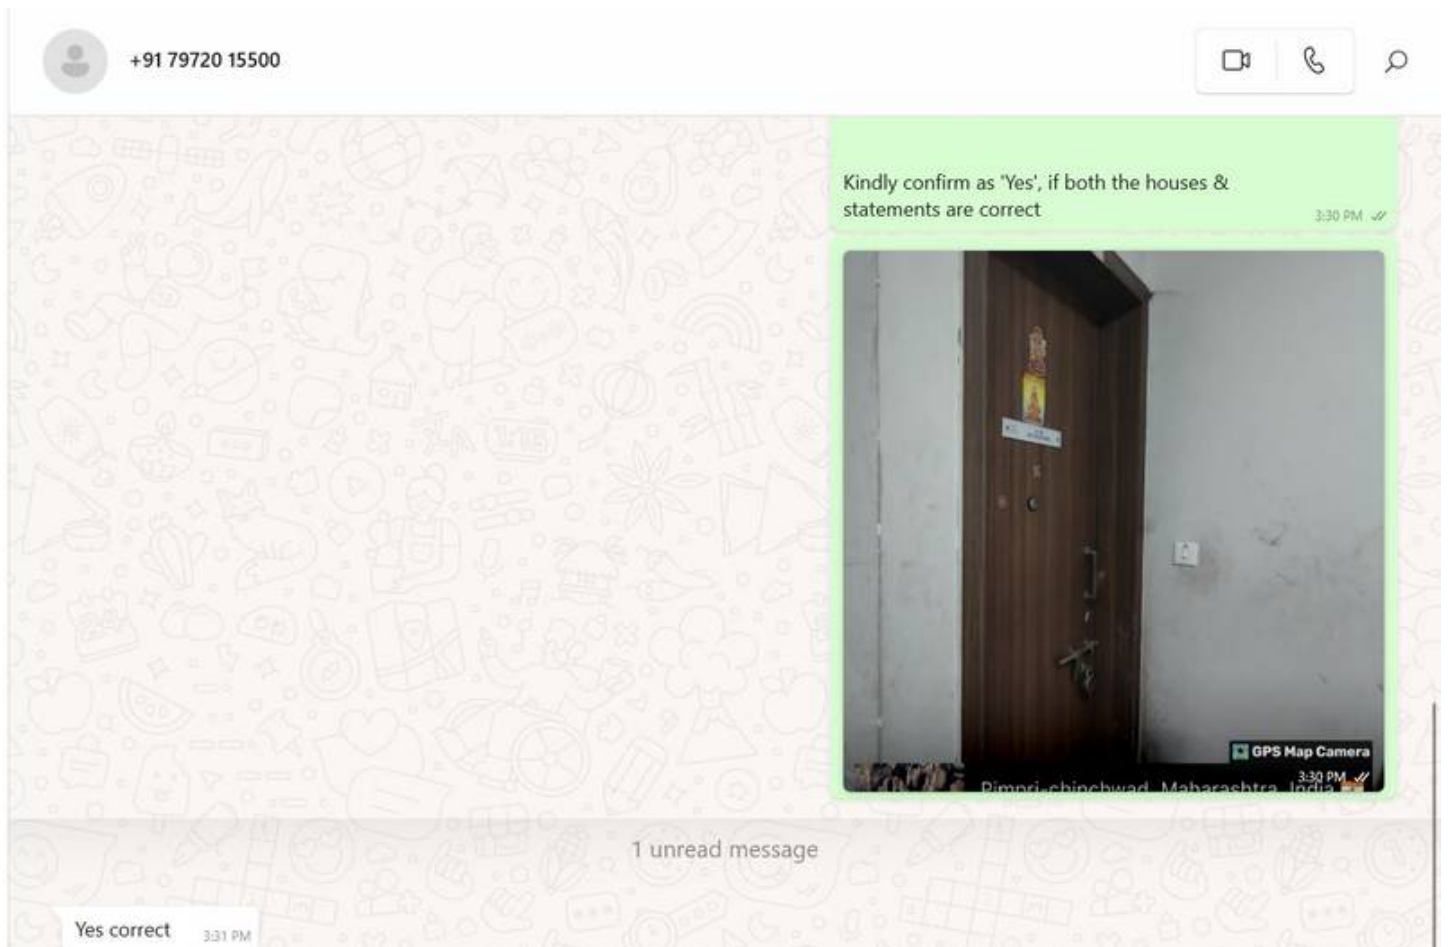 +91 79720 15500
Kindly confirm as 'Yes', if both the houses &
statements are correct
3:30 PM
GPS Map Camera
3:30 PM
Pimpri-chinchwad, Maharashtra, India
1 unread message
Yes correct
3:31 PM